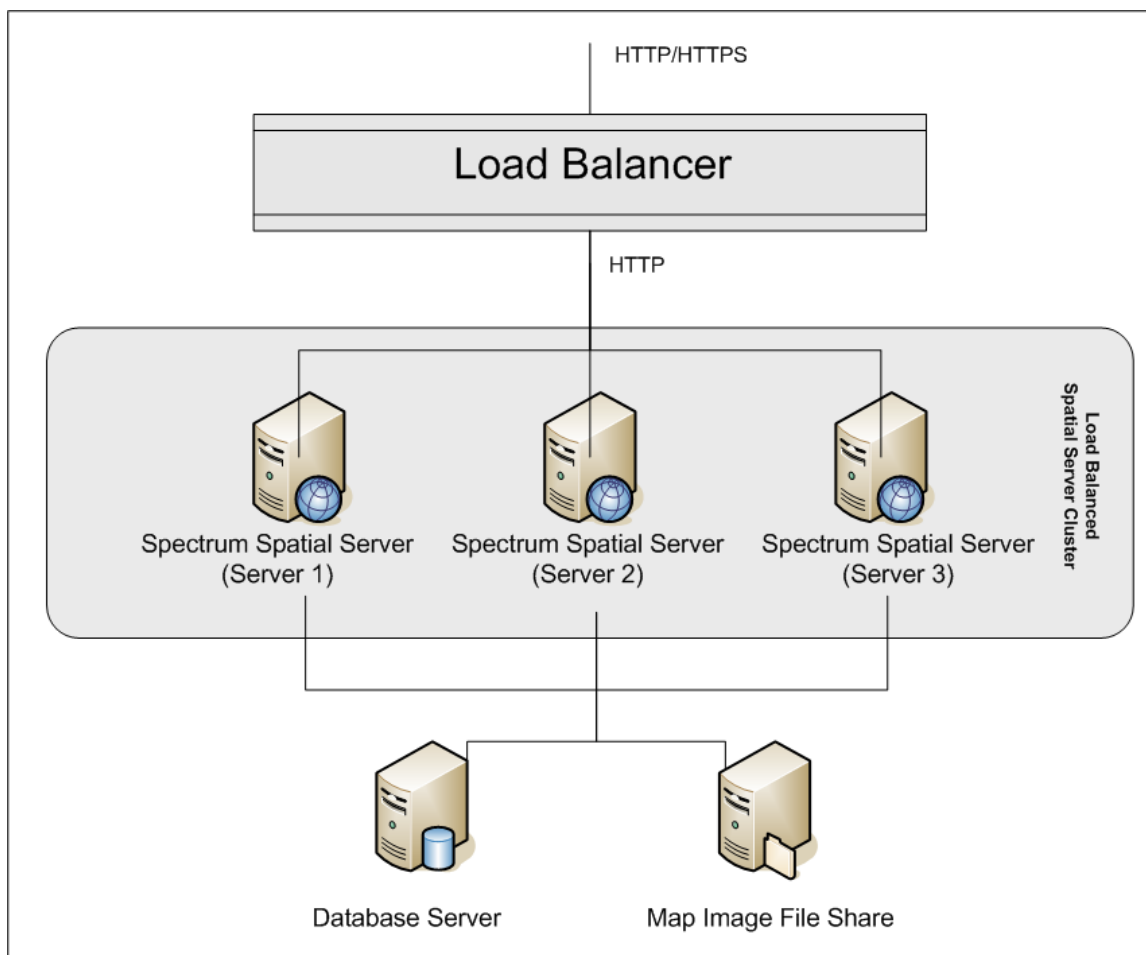 HTTP/HTTPS
Load Balancer
HTTP
Load Balanced
Spatial Server Cluster
Spectrum Spatial Server
(Server 1)
Spectrum Spatial Server
(Server 2)
Spectrum Spatial Server
(Server 3)
Database Server
Map Image File Share